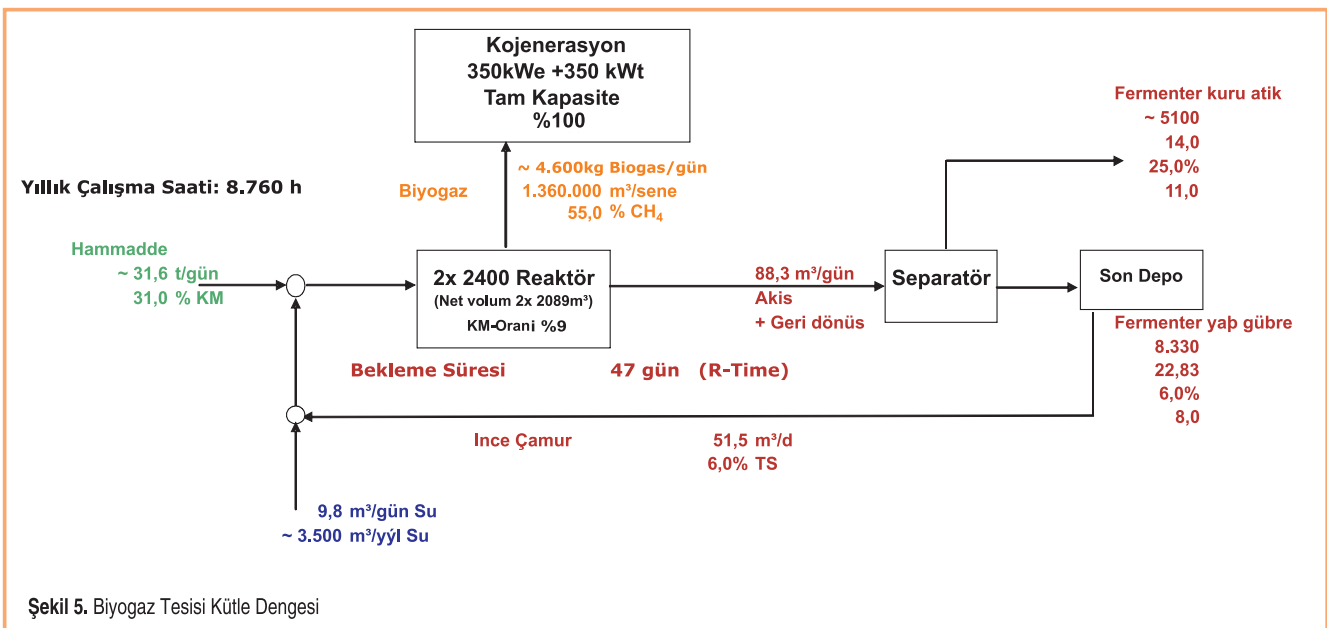 Kojenerasyon
350kWe +350 kWt
Tam Kapasite
%100
Fermenter kuru atik
~ 5100
14,0
25,0%
11,0
Yıllık Çalışma Saati: 8.760 h
Biyogaz
~ 4.600kg Biogas/gün
1.360.000 m³/sene
55,0 % CH₄
Hammadde
~ 31,6 t/gün
31,0 % KM
2x 2400 Reaktör
(Net volum 2x 2089m³)
KM-Orani %9
88,3 m³/gün
Akis
+ Geri dönüs
Separatör
Son Depo
Fermenter yaþ gübre
8.330
22,83
6,0%
8,0
Bekleme Süresi 47 gün (R-Time)
Ince Çamur 51,5 m³/d
6,0% TS
9,8 m³/gün Su
~ 3.500 m³/yýl Su
Şekil 5. Biyogaz Tesisi Kütle Dengesi